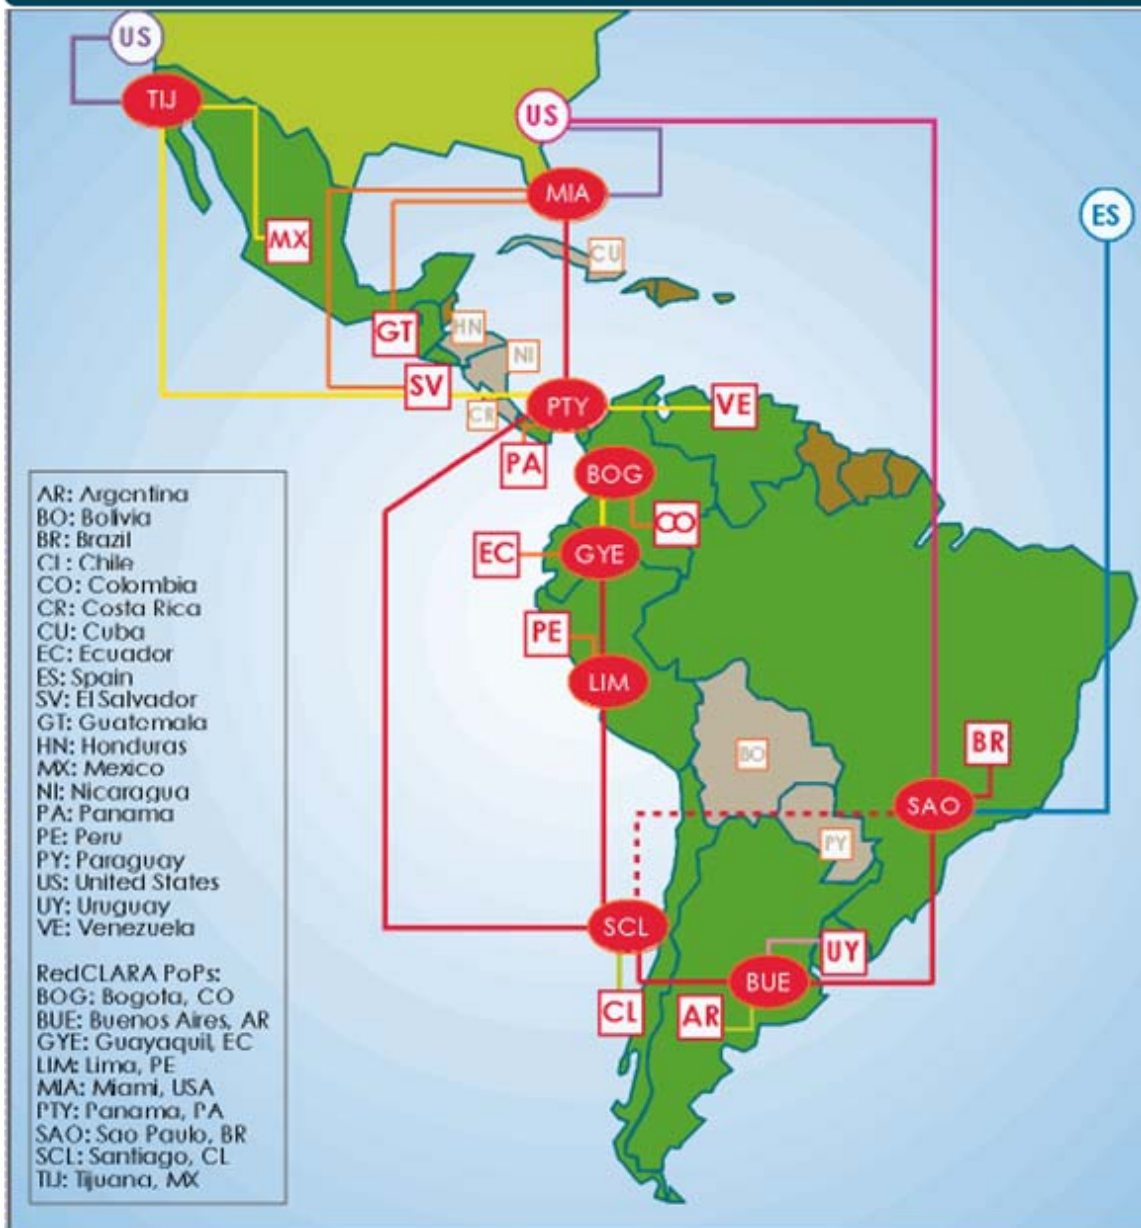 US
TIJ
US
MIA
ES
MX
CU
GT
HN
NI
SV
CR
PTY
VE
PA
BOG
CO
EC
GYE
PE
LIM
BO
BR
SAO
PY
SCL
UY
BUE
CL
AR
AR: Argentina
BO: Bolivia
BR: Brazil
CL: Chile
CO: Colombia
CR: Costa Rica
CU: Cuba
EC: Ecuador
ES: Spain
SV: El Salvador
GT: Guatemala
HN: Honduras
MX: Mexico
NI: Nicaragua
PA: Panama
PE: Peru
PY: Paraguay
US: United States
UY: Uruguay
VE: Venezuela
RedCLARA PoPs:
BOG: Bogota, CO
BUE: Buenos Aires, AR
GYE: Guayaquil, EC
LIM: Lima, PE
MIA: Miami, USA
PTY: Panama, PA
SAO: Sao Paulo, BR
SCL: Santiago, CL
TIJ: Tijuana, MX